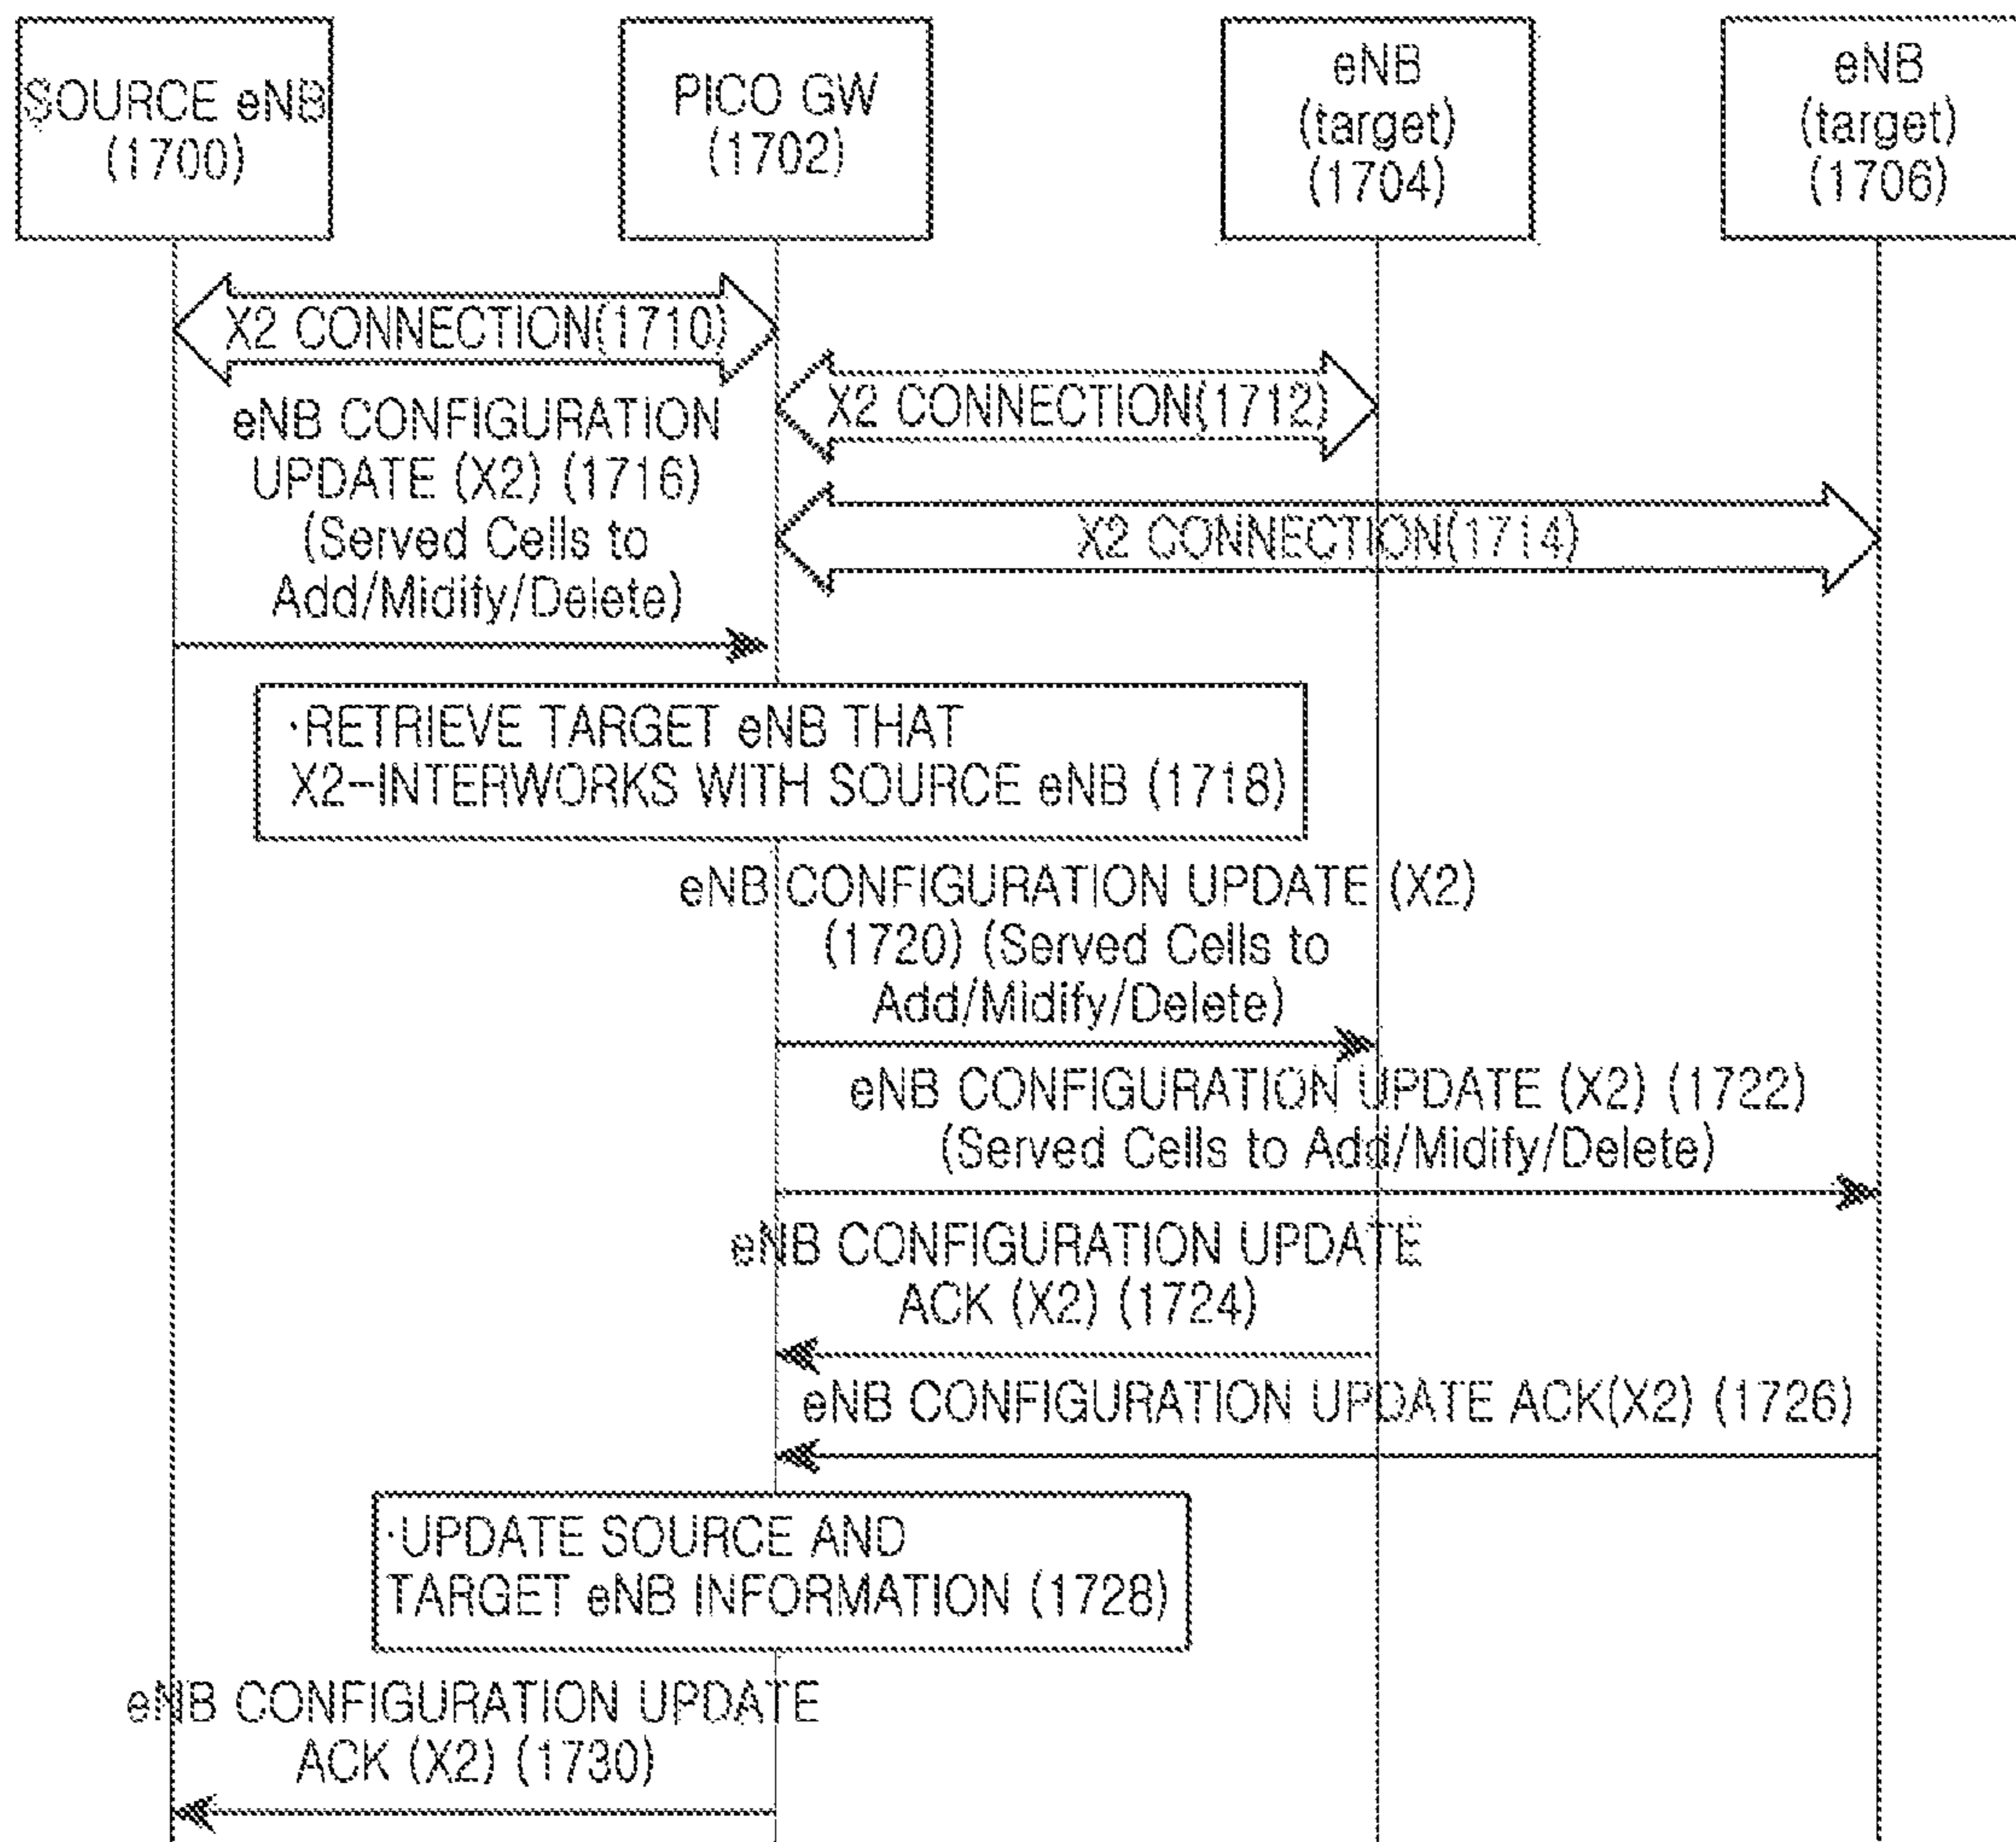 SOURCE eNB
(1700)
PICO GW
(1702)
eNB
(target)
(1704)
eNB
(target)
(1706)
X2 CONNECTION(1710)
X2 CONNECTION(1712)
eNB CONFIGURATION
UPDATE (X2) (1716)
(Served Cells to
Add/Midify/Delete)
X2 CONNECTION(1714)
·RETRIEVE TARGET eNB THAT
X2-INTERWORKS WITH SOURCE eNB (1718)
eNB CONFIGURATION UPDATE (X2)
(1720) (Served Cells to
Add/Midify/Delete)
eNB CONFIGURATION UPDATE (X2) (1722)
(Served Cells to Add/Midify/Delete)
eNB CONFIGURATION UPDATE
ACK (X2) (1724)
eNB CONFIGURATION UPDATE ACK(X2) (1726)
·UPDATE SOURCE AND
TARGET eNB INFORMATION (1728)
eNB CONFIGURATION UPDATE
ACK (X2) (1730)